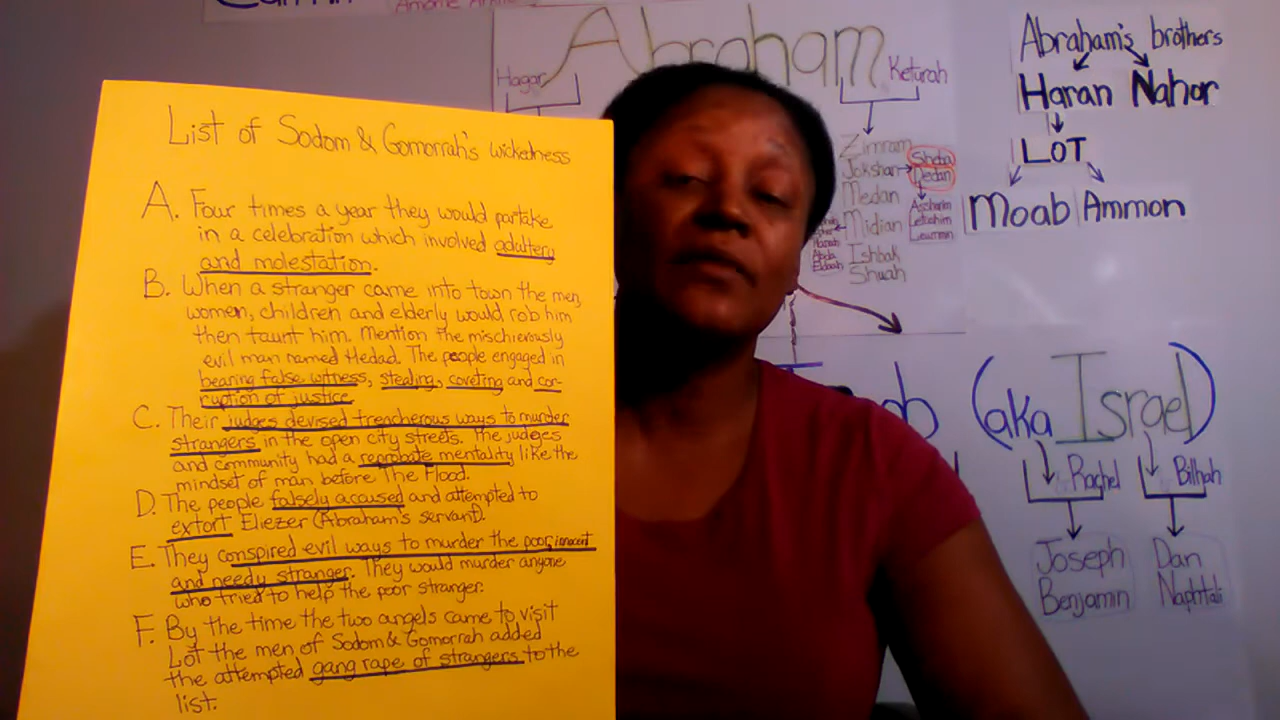 Amorite Arkite
Abraham
Hagar
Keturah
Zimram
Jokshan
Medan
Midian
Ishbak
Shuah
Sheba
Dedan
Asshurim
Letushim
Leummim
Abraham's brothers
Haran Nahor
LOT
Moab Ammon
List of Sodom & Gomorrah's wickedness
A. Four times a year they would partake
in a celebration which involved adultery
and molestation.
B. When a stranger came into town the men,
women, children and elderly would rob him
then taunt him. Mention the mischieviously
evil man named Hedad. The people engaged in
bearing false witness, stealing, coveting and cor-
ruption of justice.
C. Their judges devised treacherous ways to murder
strangers in the open city streets. The judges
and community had a reprobate mentality like the
mindset of man before The Flood.
D. The people falsely accused and attempted to
extort Eliezer (Abraham's servant).
E. They conspired evil ways to murder the poor, innocent
and needy stranger. They would murder anyone
who tried to help the poor stranger.
F. By the time the two angels came to visit
Lot the men of Sodom & Gomorrah added
the attempted gang rape of strangers to the
list.
ob (aka Israel)
Rachel
Bilhah
Joseph
Benjamin
Dan
Naphtali